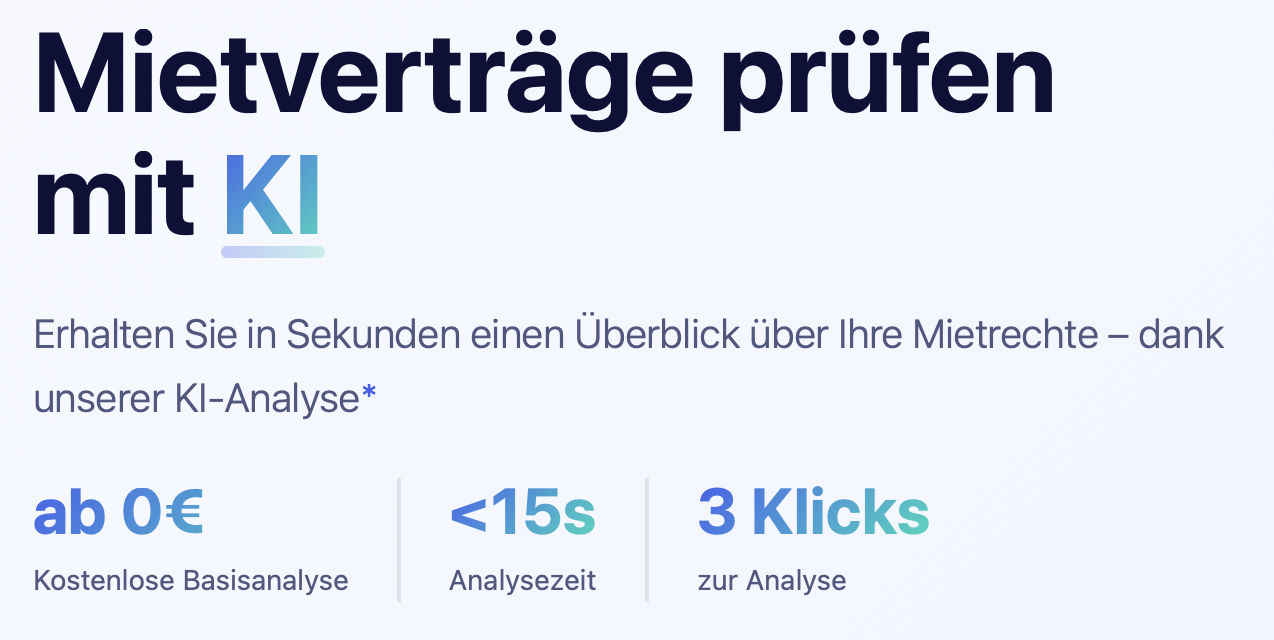 Mietverträge prüfen
mit KI
Erhalten Sie in Sekunden einen Überblick über Ihre Mietrechte – dank
unserer KI-Analyse*
ab 0€
Kostenlose Basisanalyse
<15s
Analysezeit
3 Klicks
zur Analyse